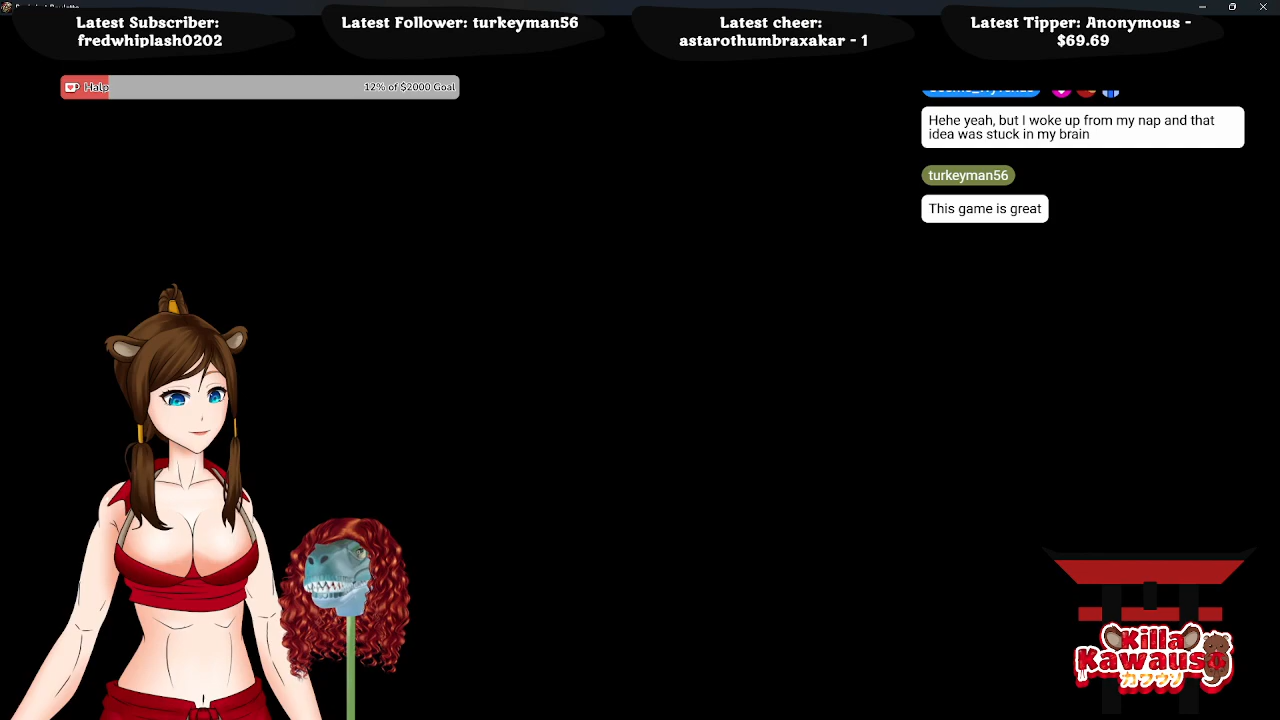 Latest Subscriber:
fredwhiplash0202
Latest Follower: turkeyman56
Latest cheer:
astarothumbraxakar - 1
Latest Tipper: Anonymous -
$69.69
Halo
12% of $2000 Goal
Hehe yeah, but I woke up from my nap and that
idea was stuck in my brain
turkeyman56
This game is great
Killa
Kawauso
カワウソ